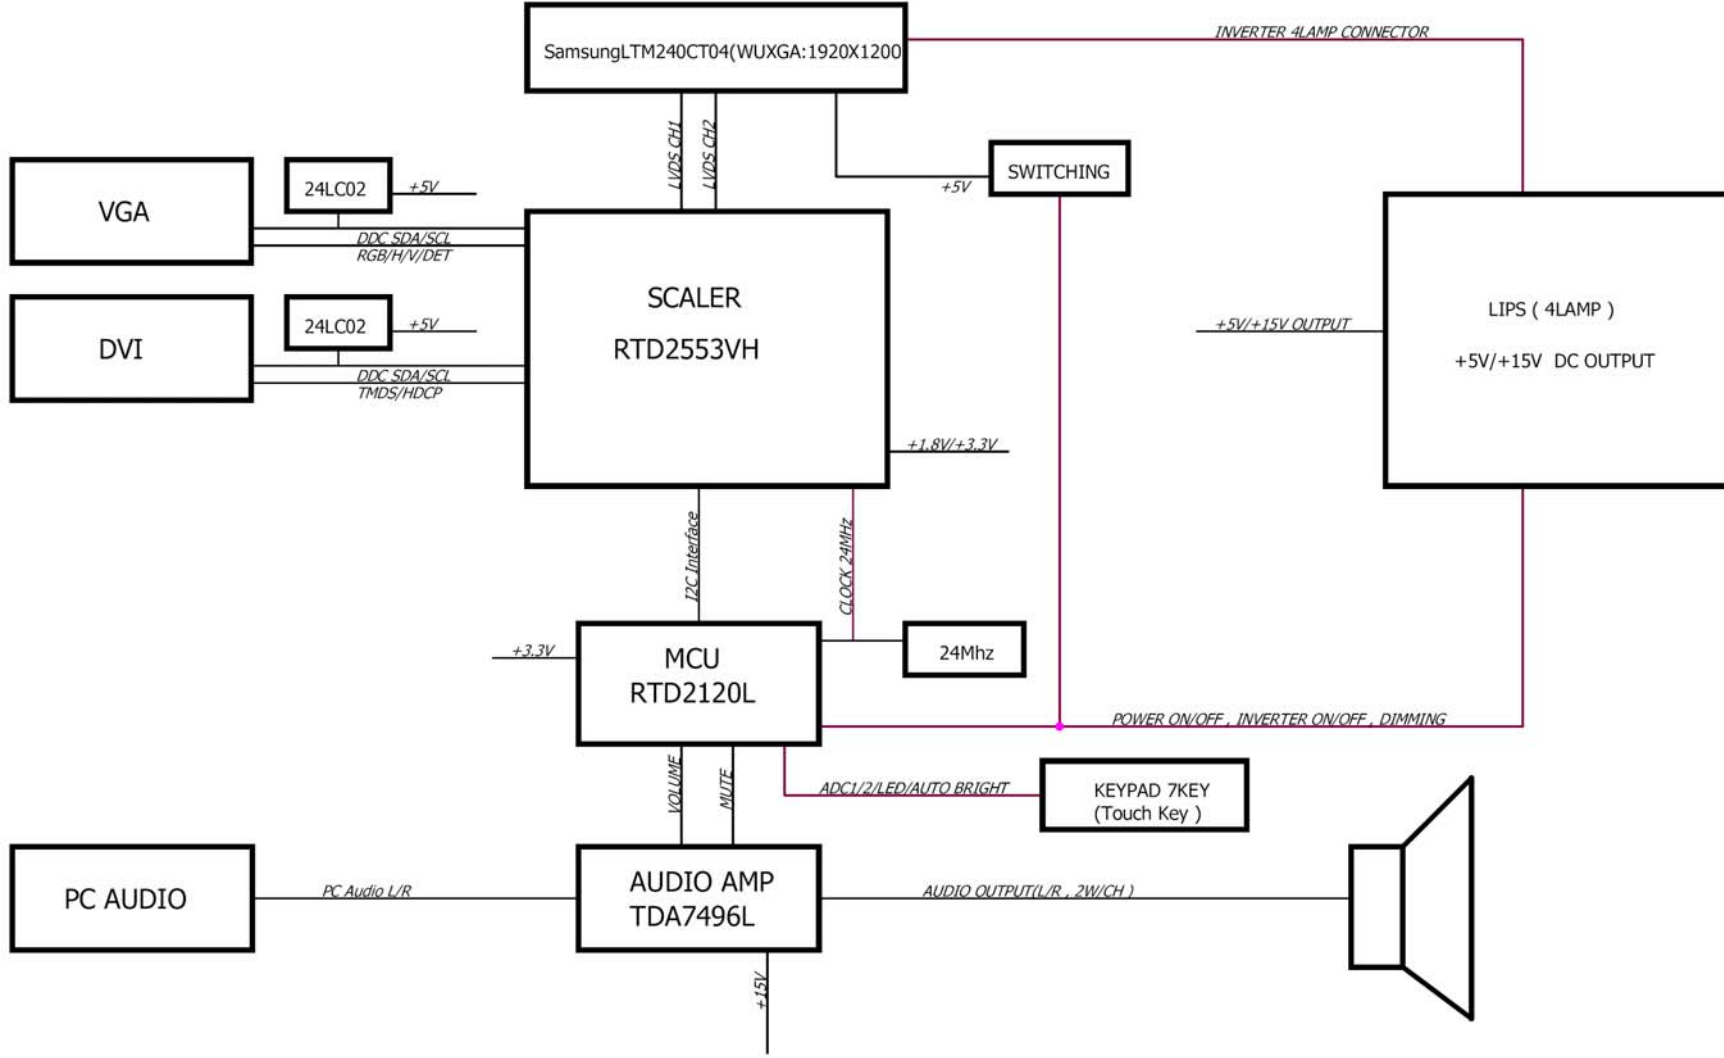 INVERTER 4LAMP CONNECTOR
SamsungLTM240CT04(WUXGA:1920X1200
LVDS CH1
LVDS CH2
SWITCHING
+5V
VGA
24LC02
+5V
DDC SDA/SCL
RGB/H/V/DET
DVI
24LC02
+5V
DDC SDA/SCL
TMDS/HDCP
SCALER
RTD2553VH
+1.8V/+3.3V
LIPS ( 4LAMP )
+5V/+15V DC OUTPUT
+5V/+15V OUTPUT
I2C Interface
CLOCK 24MHz
+3.3V
MCU
RTD2120L
24Mhz
POWER ON/OFF , INVERTER ON/OFF , DIMMING
VOLUME
MUTE
ADC1/2/LED/AUTO BRIGHT
KEYPAD 7KEY
(Touch Key )
PC AUDIO
PC Audio L/R
AUDIO AMP
TDA7496L
AUDIO OUTPUT(L/R , 2W/CH )
+15V